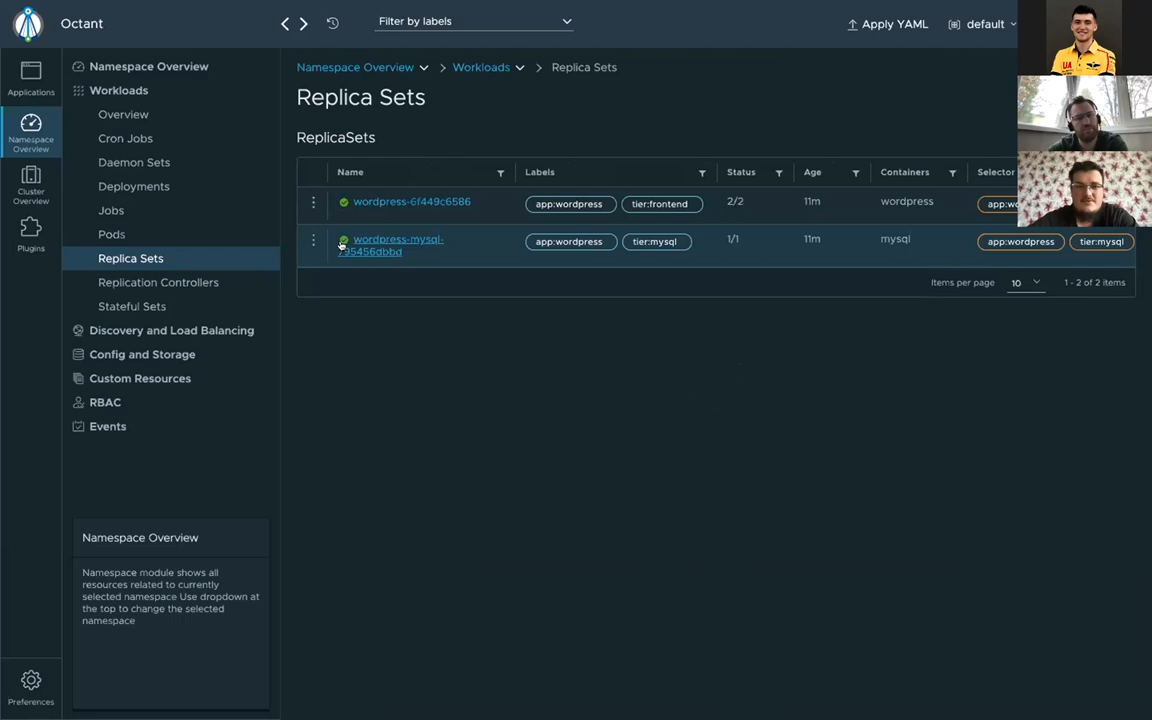 Octant
Filter by labels
Apply YAML
default
Applications
Namespace Overview
Cluster Overview
Plugins
Preferences
Namespace Overview
Workloads
Overview
Cron Jobs
Daemon Sets
Deployments
Jobs
Pods
Replica Sets
Replication Controllers
Stateful Sets
Discovery and Load Balancing
Config and Storage
Custom Resources
RBAC
Events
Namespace Overview
Namespace module shows all
resources related to currently
selected namespace Use dropdown at
the top to change the selected
namespace
Namespace Overview > Workloads > Replica Sets
Replica Sets
ReplicaSets
Name Labels Status Age Containers Selector
wordpress-6f449c6586 app:wordpress tier:frontend 2/2 11m wordpress app:wo
wordpress-mysql- app:wordpress tier:mysql 1/1 11m mysql app:wordpress tier:mysql
795456dbbd
Items per page 10 1 - 2 of 2 items
UA